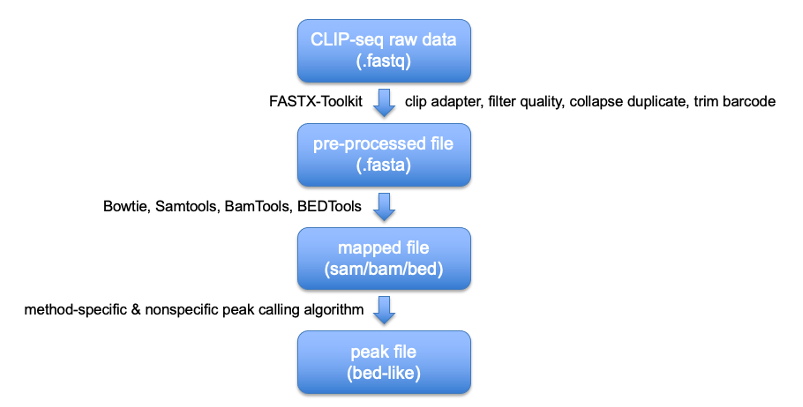 CLIP-seq raw data
(.fastq)
FASTX-Toolkit
clip adapter, filter quality, collapse duplicate, trim barcode
pre-processed file
(.fasta)
Bowtie, Samtools, BamTools, BEDTools
mapped file
(sam/bam/bed)
method-specific & nonspecific peak calling algorithm
peak file
(bed-like)